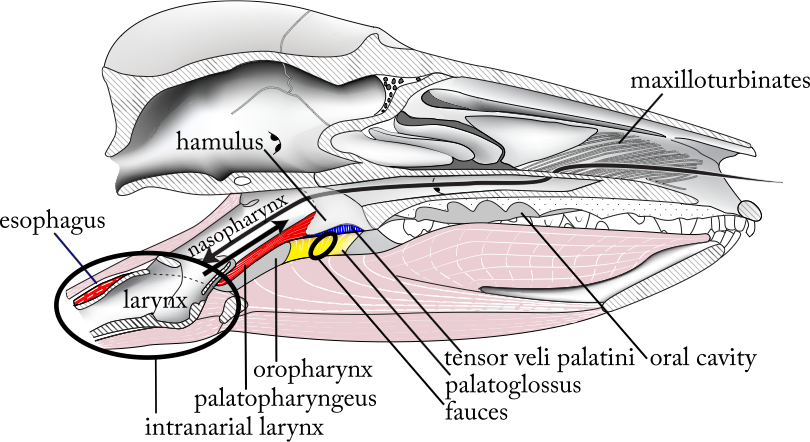 maxilloturbinates
hamulus
nasopharynx
esophagus
larynx
tensor veli palatini
oral cavity
oropharynx
palatoglossus
palatopharyngeus
fauces
intranarial larynx